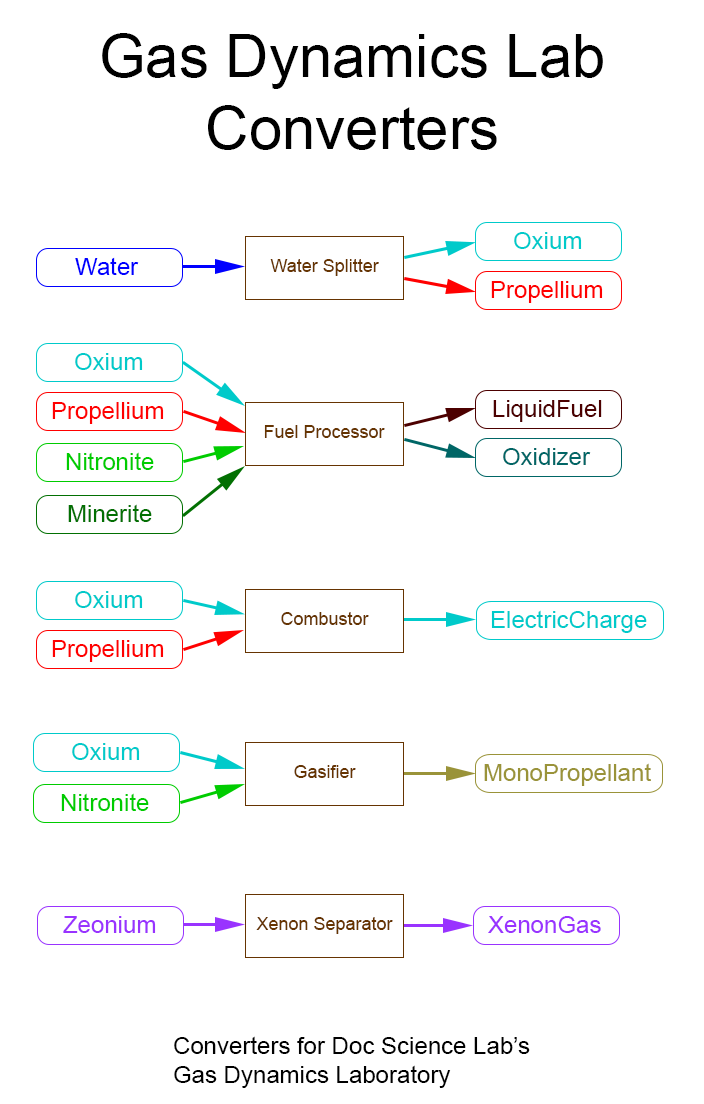 Gas Dynamics Lab
Converters
Water
Water Splitter
Oxium
Propellium
Oxium
Propellium
Nitronite
Minerite
Fuel Processor
LiquidFuel
Oxidizer
Oxium
Propellium
Combustor
ElectricCharge
Oxium
Nitronite
Gasifier
MonoPropellant
Zeonium
Xenon Separator
XenonGas
Converters for Doc Science Lab’s
Gas Dynamics Laboratory